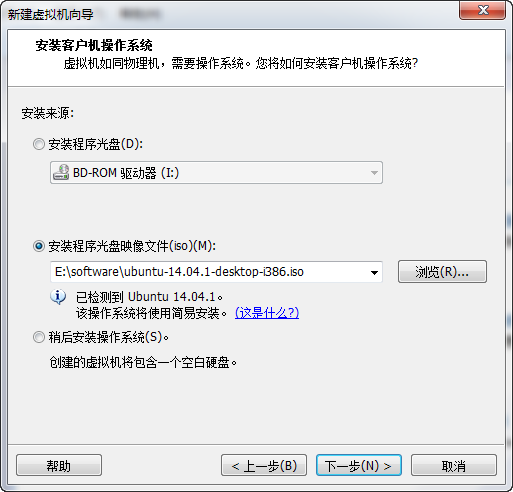 新建虚拟机向导
安装客户机操作系统
虚拟机如同物理机，需要操作系统。您将如何安装客户机操作系统?
安装来源:
安装程序光盘(D):
BD-ROM 驱动器 (I:)
安装程序光盘映像文件(iso)(M):
E:\software\ubuntu-14.04.1-desktop-i386.iso
浏览(R)...
已检测到 Ubuntu 14.04.1。
该操作系统将使用简易安装。 (这是什么?)
稍后安装操作系统(S)。
创建的虚拟机将包含一个空白硬盘。
帮助
< 上一步(B)
下一步(N) >
取消